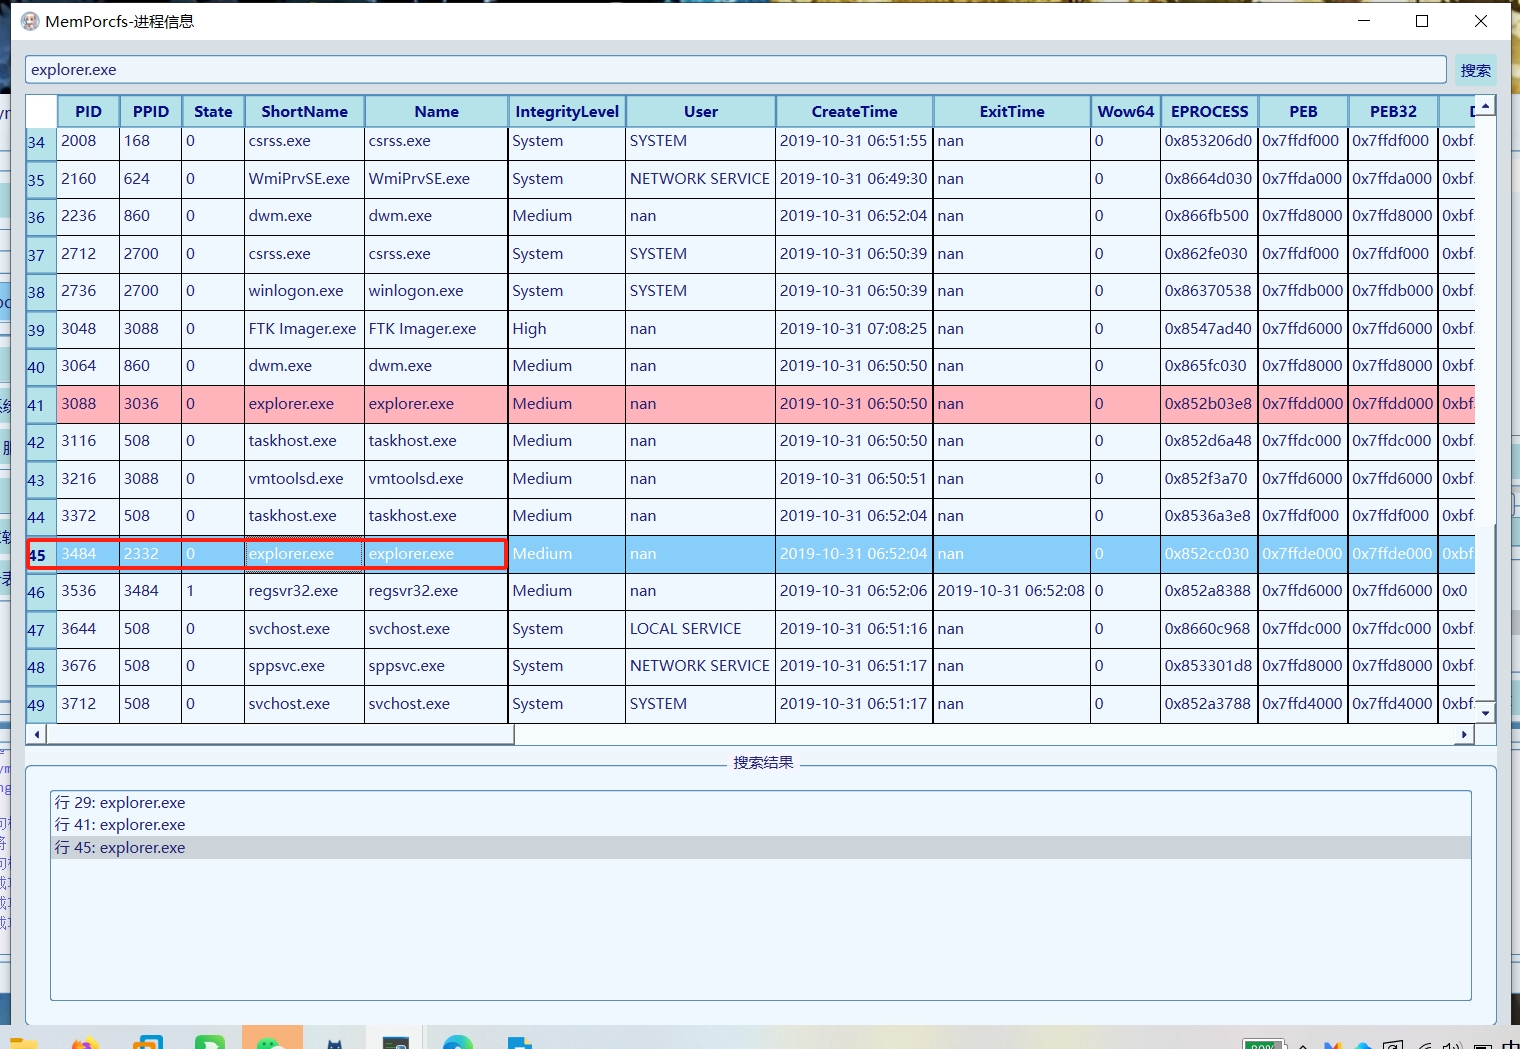 MemPorcfs-进程信息
explorer.exe 搜索
PID PPID State ShortName Name IntegrityLevel User CreateTime ExitTime Wow64 EPROCESS PEB PEB32
34 2008 168 0 csrss.exe csrss.exe System SYSTEM 2019-10-31 06:51:55 nan 0 0x853206d0 0x7ffdf000 0x7ffdf000 0xbf
35 2160 624 0 WmiPrvSE.exe WmiPrvSE.exe System NETWORK SERVICE 2019-10-31 06:49:30 nan 0 0x8664d030 0x7ffda000 0x7ffda000 0xbf
36 2236 860 0 dwm.exe dwm.exe Medium nan 2019-10-31 06:52:04 nan 0 0x866fb500 0x7ffd8000 0x7ffd8000 0xbf
37 2712 2700 0 csrss.exe csrss.exe System SYSTEM 2019-10-31 06:50:39 nan 0 0x862fe030 0x7ffdf000 0x7ffdf000 0xbf
38 2736 2700 0 winlogon.exe winlogon.exe System SYSTEM 2019-10-31 06:50:39 nan 0 0x86370538 0x7ffdb000 0x7ffdb000 0xbf
39 3048 3088 0 FTK Imager.exe FTK Imager.exe High nan 2019-10-31 07:08:25 nan 0 0x8547ad40 0x7ffd6000 0x7ffd6000 0xbf
40 3064 860 0 dwm.exe dwm.exe Medium nan 2019-10-31 06:50:50 nan 0 0x865fc030 0x7ffd8000 0x7ffd8000 0xbf
41 3088 3036 0 explorer.exe explorer.exe Medium nan 2019-10-31 06:50:50 nan 0 0x852b03e8 0x7ffdd000 0x7ffdd000 0xbf
42 3116 508 0 taskhost.exe taskhost.exe Medium nan 2019-10-31 06:50:50 nan 0 0x852d6a48 0x7ffdc000 0x7ffdc000 0xbf
43 3216 3088 0 vmtoolsd.exe vmtoolsd.exe Medium nan 2019-10-31 06:50:51 nan 0 0x852f3a70 0x7ffd6000 0x7ffd6000 0xbf
44 3372 508 0 taskhost.exe taskhost.exe Medium nan 2019-10-31 06:52:04 nan 0 0x8536a3e8 0x7ffdf000 0x7ffdf000 0xbf
45 3484 2332 0 explorer.exe explorer.exe Medium nan 2019-10-31 06:52:04 nan 0 0x852cc030 0x7ffde000 0x7ffde000 0xbf
46 3536 3484 1 regsvr32.exe regsvr32.exe Medium nan 2019-10-31 06:52:06 2019-10-31 06:52:08 0 0x852a8388 0x7ffd6000 0x7ffd6000 0x0
47 3644 508 0 svchost.exe svchost.exe System LOCAL SERVICE 2019-10-31 06:51:16 nan 0 0x8660c968 0x7ffdc000 0x7ffdc000 0xbf
48 3676 508 0 sppsvc.exe sppsvc.exe System NETWORK SERVICE 2019-10-31 06:51:17 nan 0 0x853301d8 0x7ffd8000 0x7ffd8000 0xbf
49 3712 508 0 svchost.exe svchost.exe System SYSTEM 2019-10-31 06:51:17 nan 0 0x852a3788 0x7ffd4000 0x7ffd4000 0xbf
搜索结果
行 29: explorer.exe
行 41: explorer.exe
行 45: explorer.exe